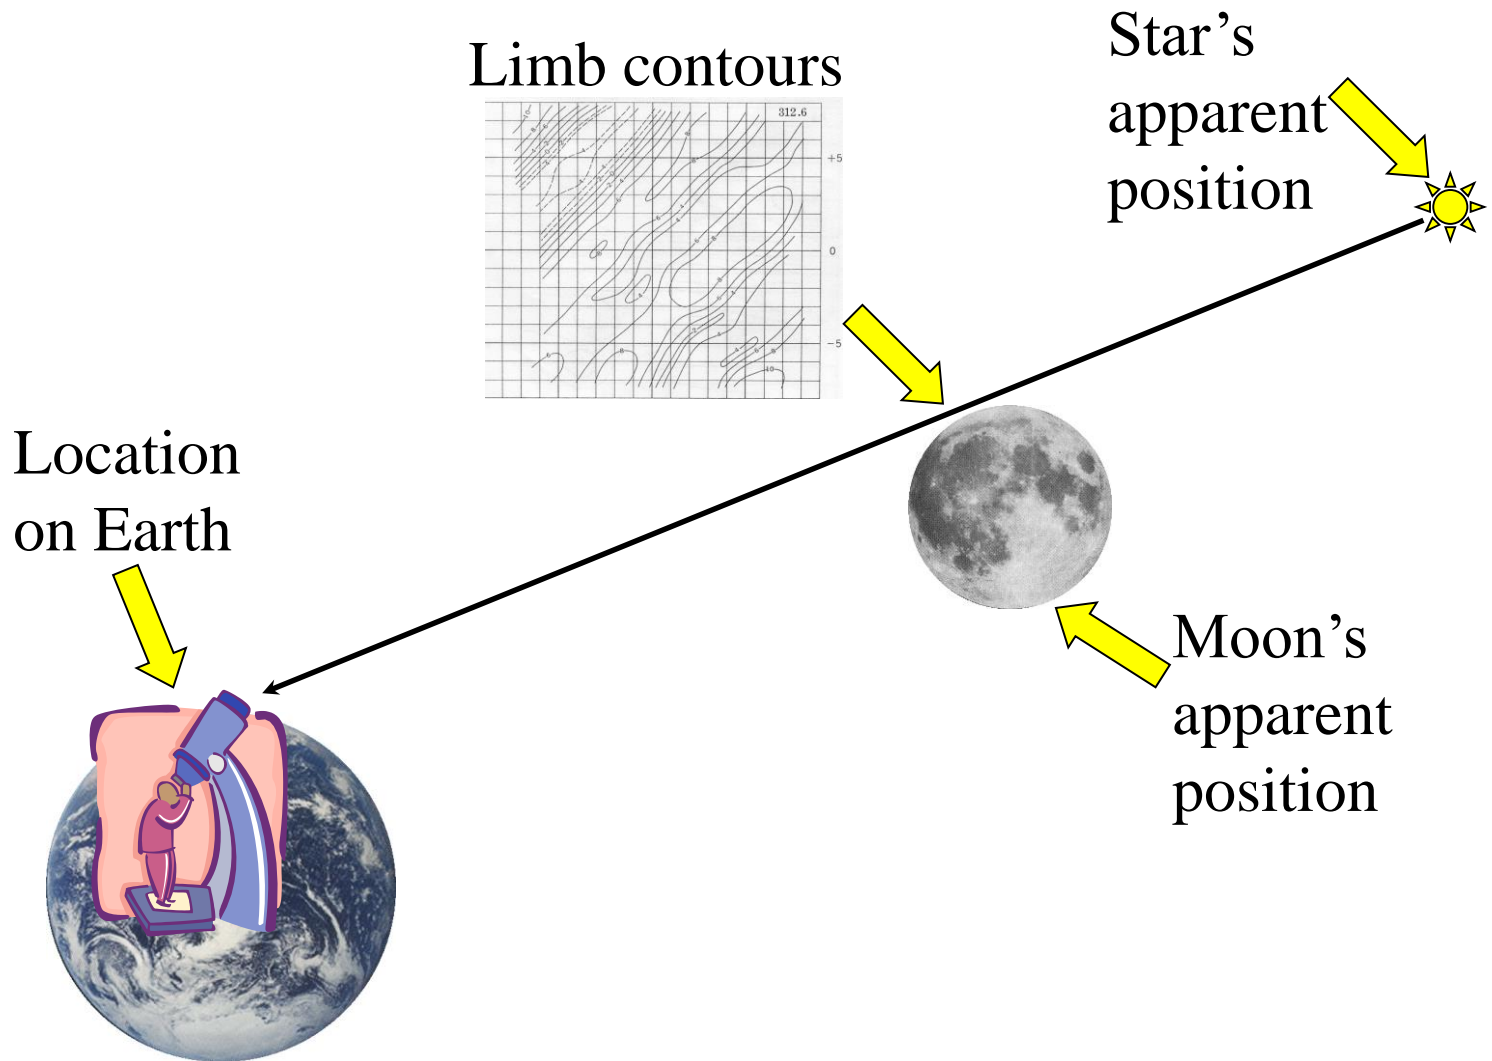 Limb contours
312.6
+5
0
−5
Star’s
apparent
position
Location
on Earth
Moon’s
apparent
position